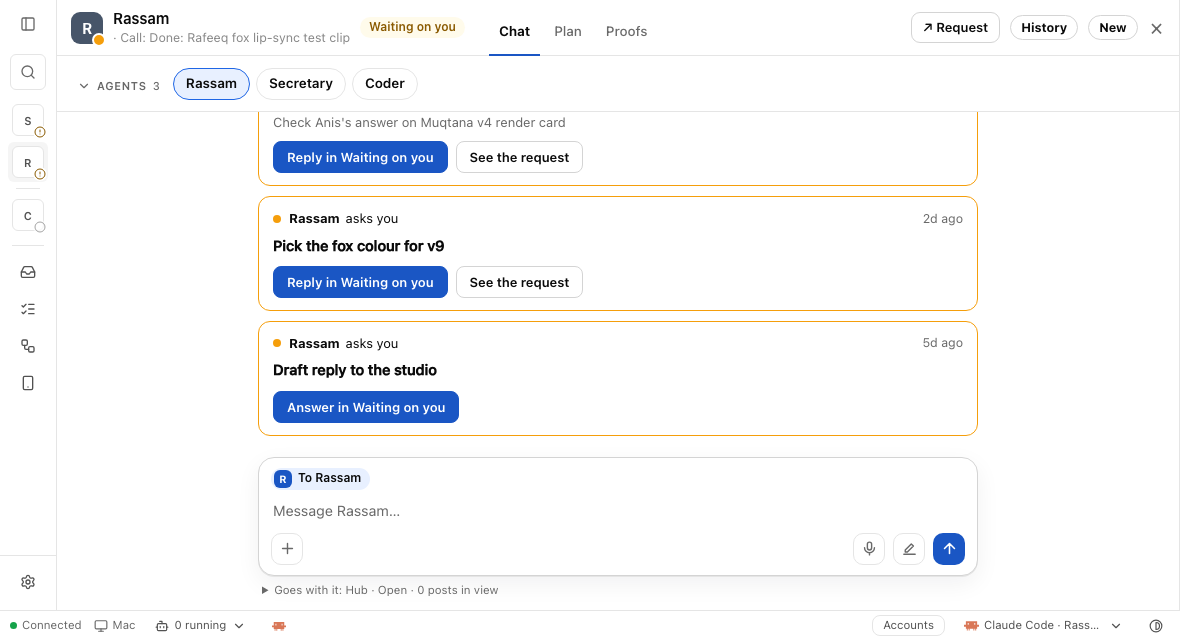 R
Rassam
· Call: Done: Rafeeq fox lip-sync test clip
Waiting on you
Chat
Plan
Proofs
Request
History
New
AGENTS 3
Rassam
Secretary
Coder
S
R
C
Check Anis's answer on Muqtana v4 render card
Reply in Waiting on you
See the request
Rassam asks you
2d ago
Pick the fox colour for v9
Reply in Waiting on you
See the request
Rassam asks you
5d ago
Draft reply to the studio
Answer in Waiting on you
R To Rassam
Message Rassam...
Goes with it: Hub · Open · 0 posts in view
Connected
Mac
0 running
Accounts
Claude Code · Rass...